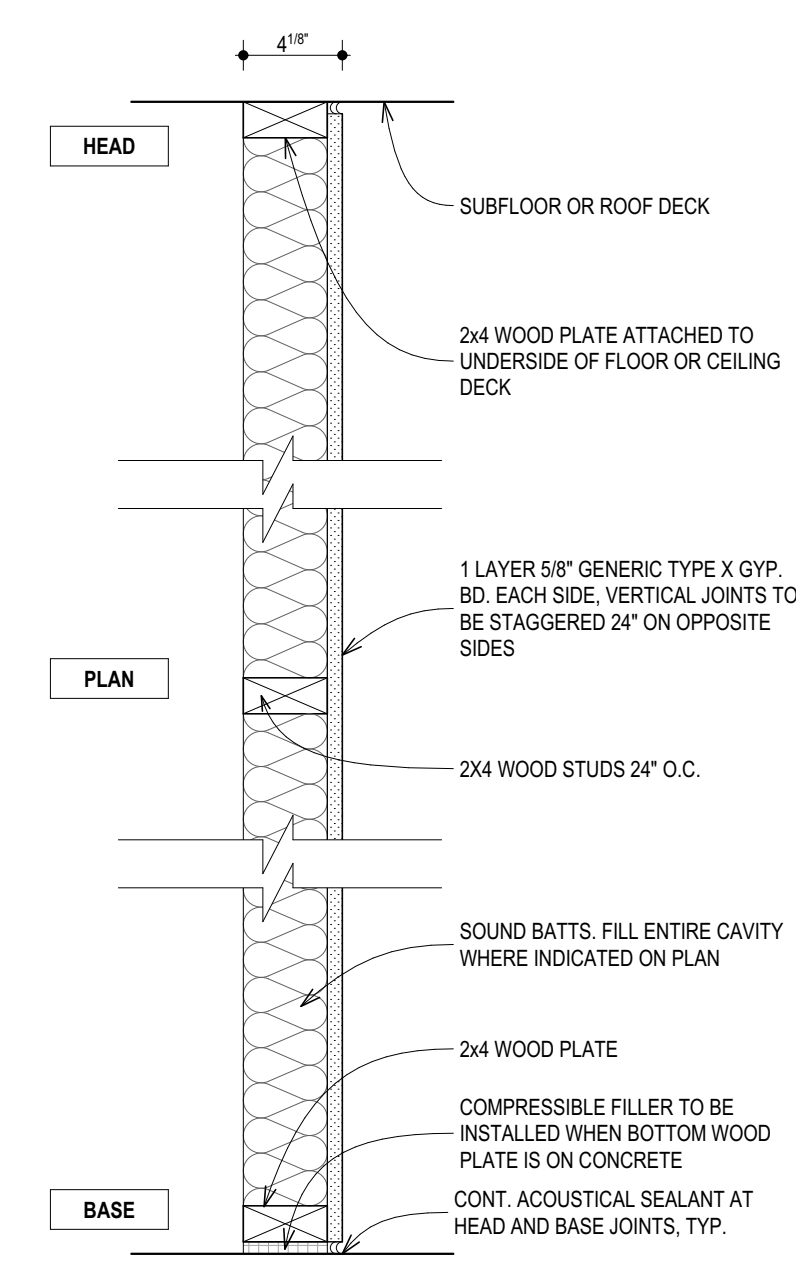 4 1/8"
HEAD
SUBFLOOR OR ROOF DECK
2x4 WOOD PLATE ATTACHED TO
UNDERSIDE OF FLOOR OR CEILING
DECK
1 LAYER 5/8" GENERIC TYPE X GYP.
BD. EACH SIDE, VERTICAL JOINTS TO
BE STAGGERED 24" ON OPPOSITE
SIDES
PLAN
2X4 WOOD STUDS 24" O.C.
SOUND BATTS. FILL ENTIRE CAVITY
WHERE INDICATED ON PLAN
2x4 WOOD PLATE
COMPRESSIBLE FILLER TO BE
INSTALLED WHEN BOTTOM WOOD
PLATE IS ON CONCRETE
BASE
CONT. ACOUSTICAL SEALANT AT
HEAD AND BASE JOINTS, TYP.